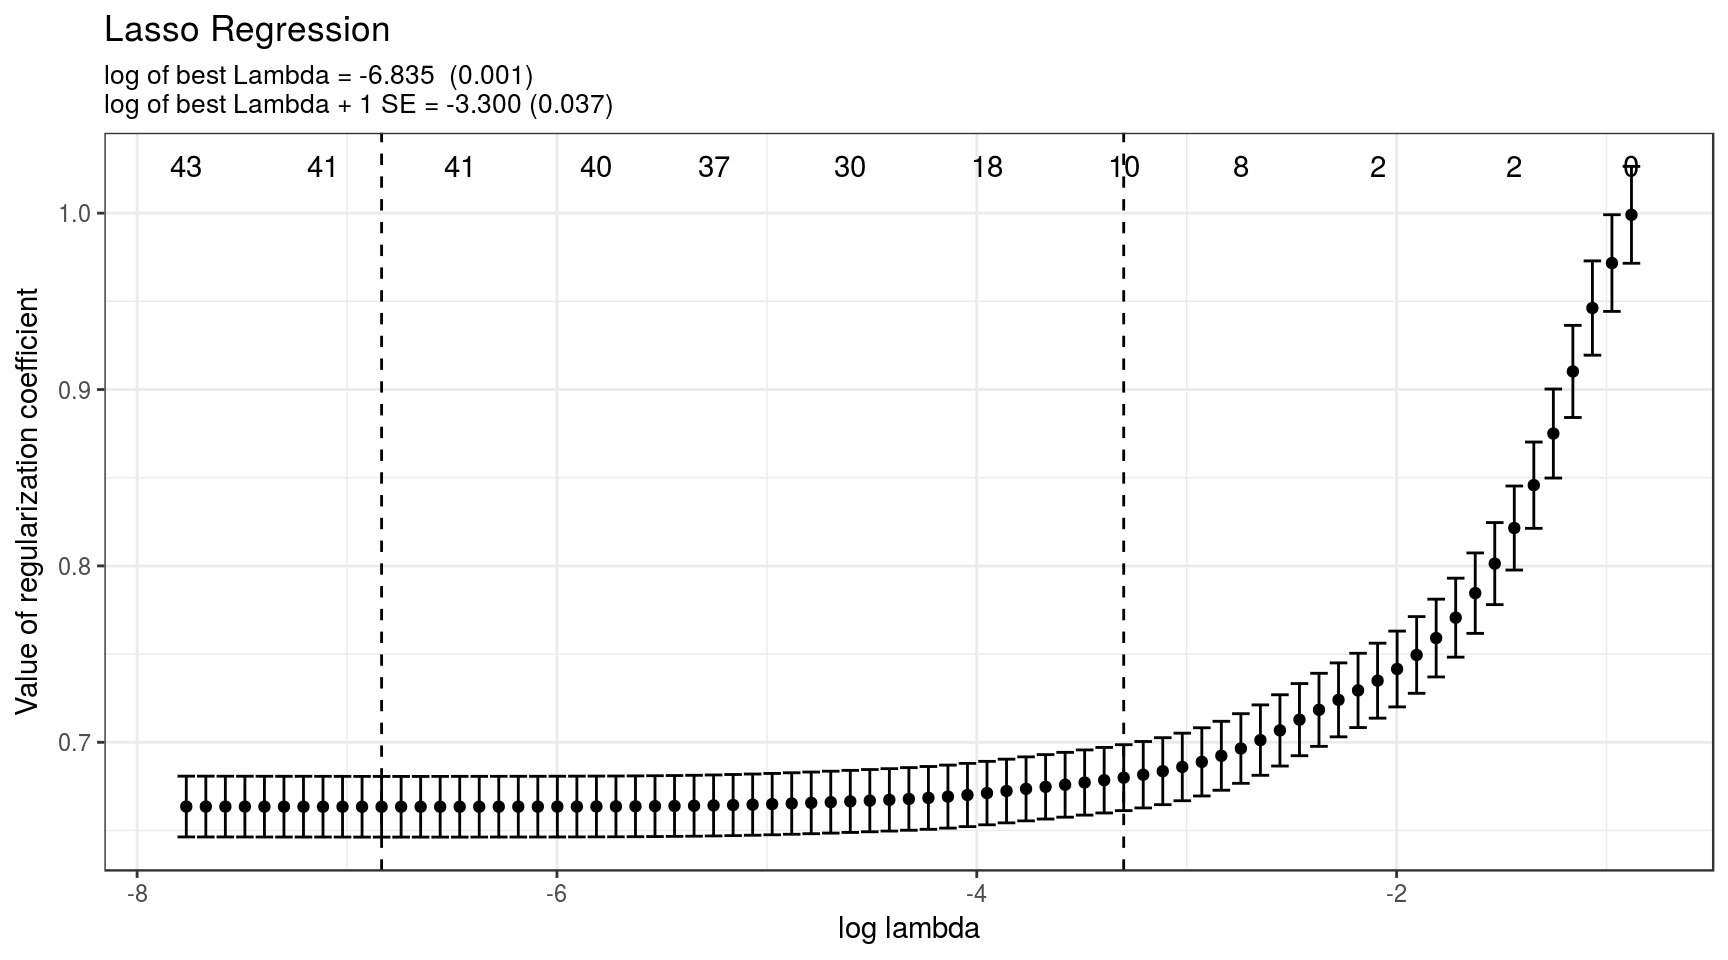 Lasso Regression
log of best Lambda = -6.835 (0.001)
log of best Lambda + 1 SE = -3.300 (0.037)
43 41 41 40 37 30 18 10 8 2 2 0
1.0
0.9
0.8
0.7
Value of regularization coefficient
-8 -6 -4 -2
log lambda